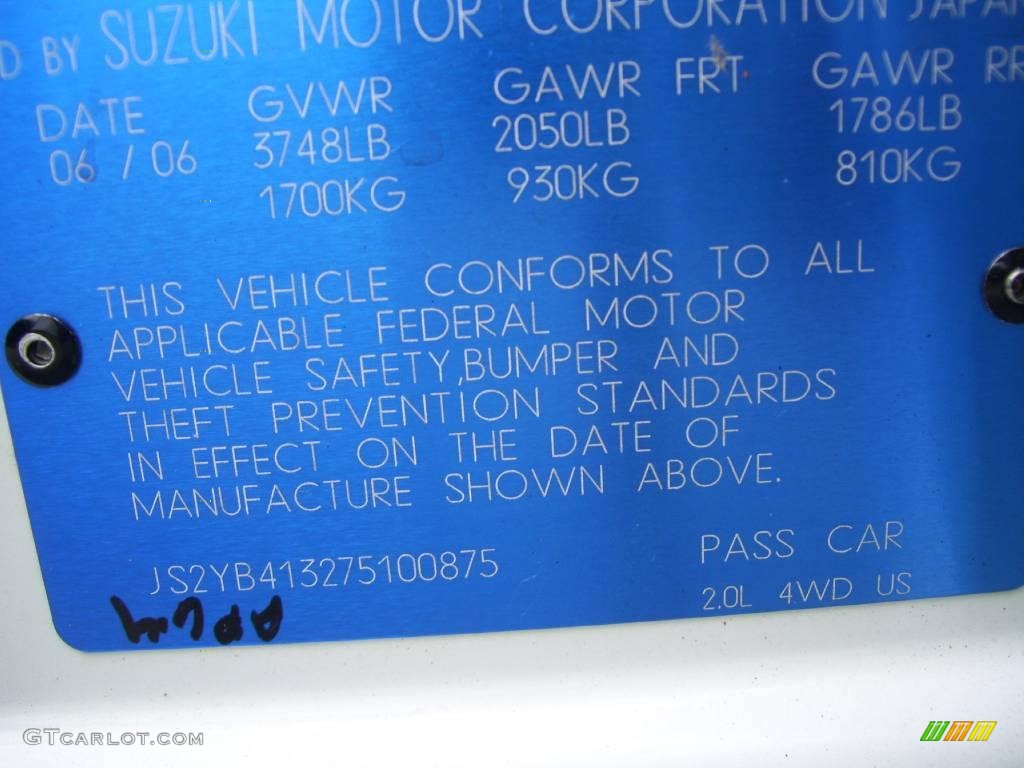 D BY SUZUKI MOTOR CORPORATION JAPAN
DATE GVWR GAWR FRT GAWR RR
06 / 06 3748LB 2050LB 1786LB
1700KG 930KG 810KG
THIS VEHICLE CONFORMS TO ALL
APPLICABLE FEDERAL MOTOR
VEHICLE SAFETY,BUMPER AND
THEFT PREVENTION STANDARDS
IN EFFECT ON THE DATE OF
MANUFACTURE SHOWN ABOVE.
JS2YB413275100875 PASS CAR
2.0L 4WD US
GTCARLOT.COM